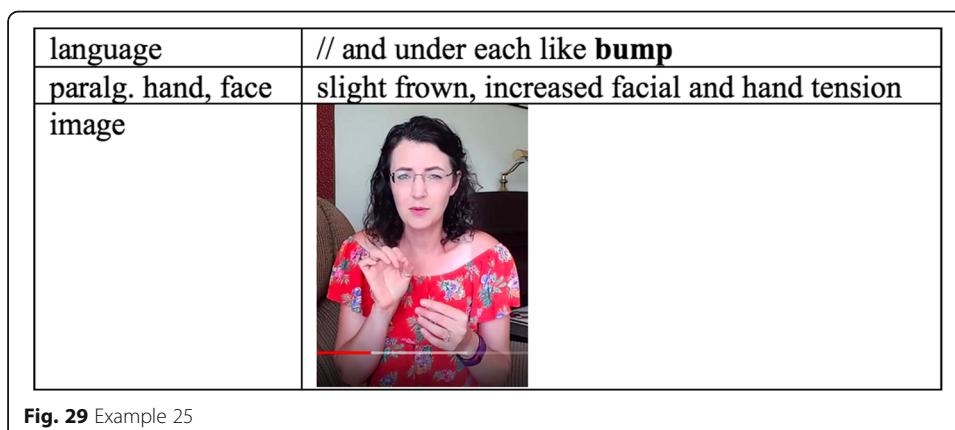 language // and under each like bump
paralg. hand, face slight frown, increased facial and hand tension
image
Fig. 29 Example 25